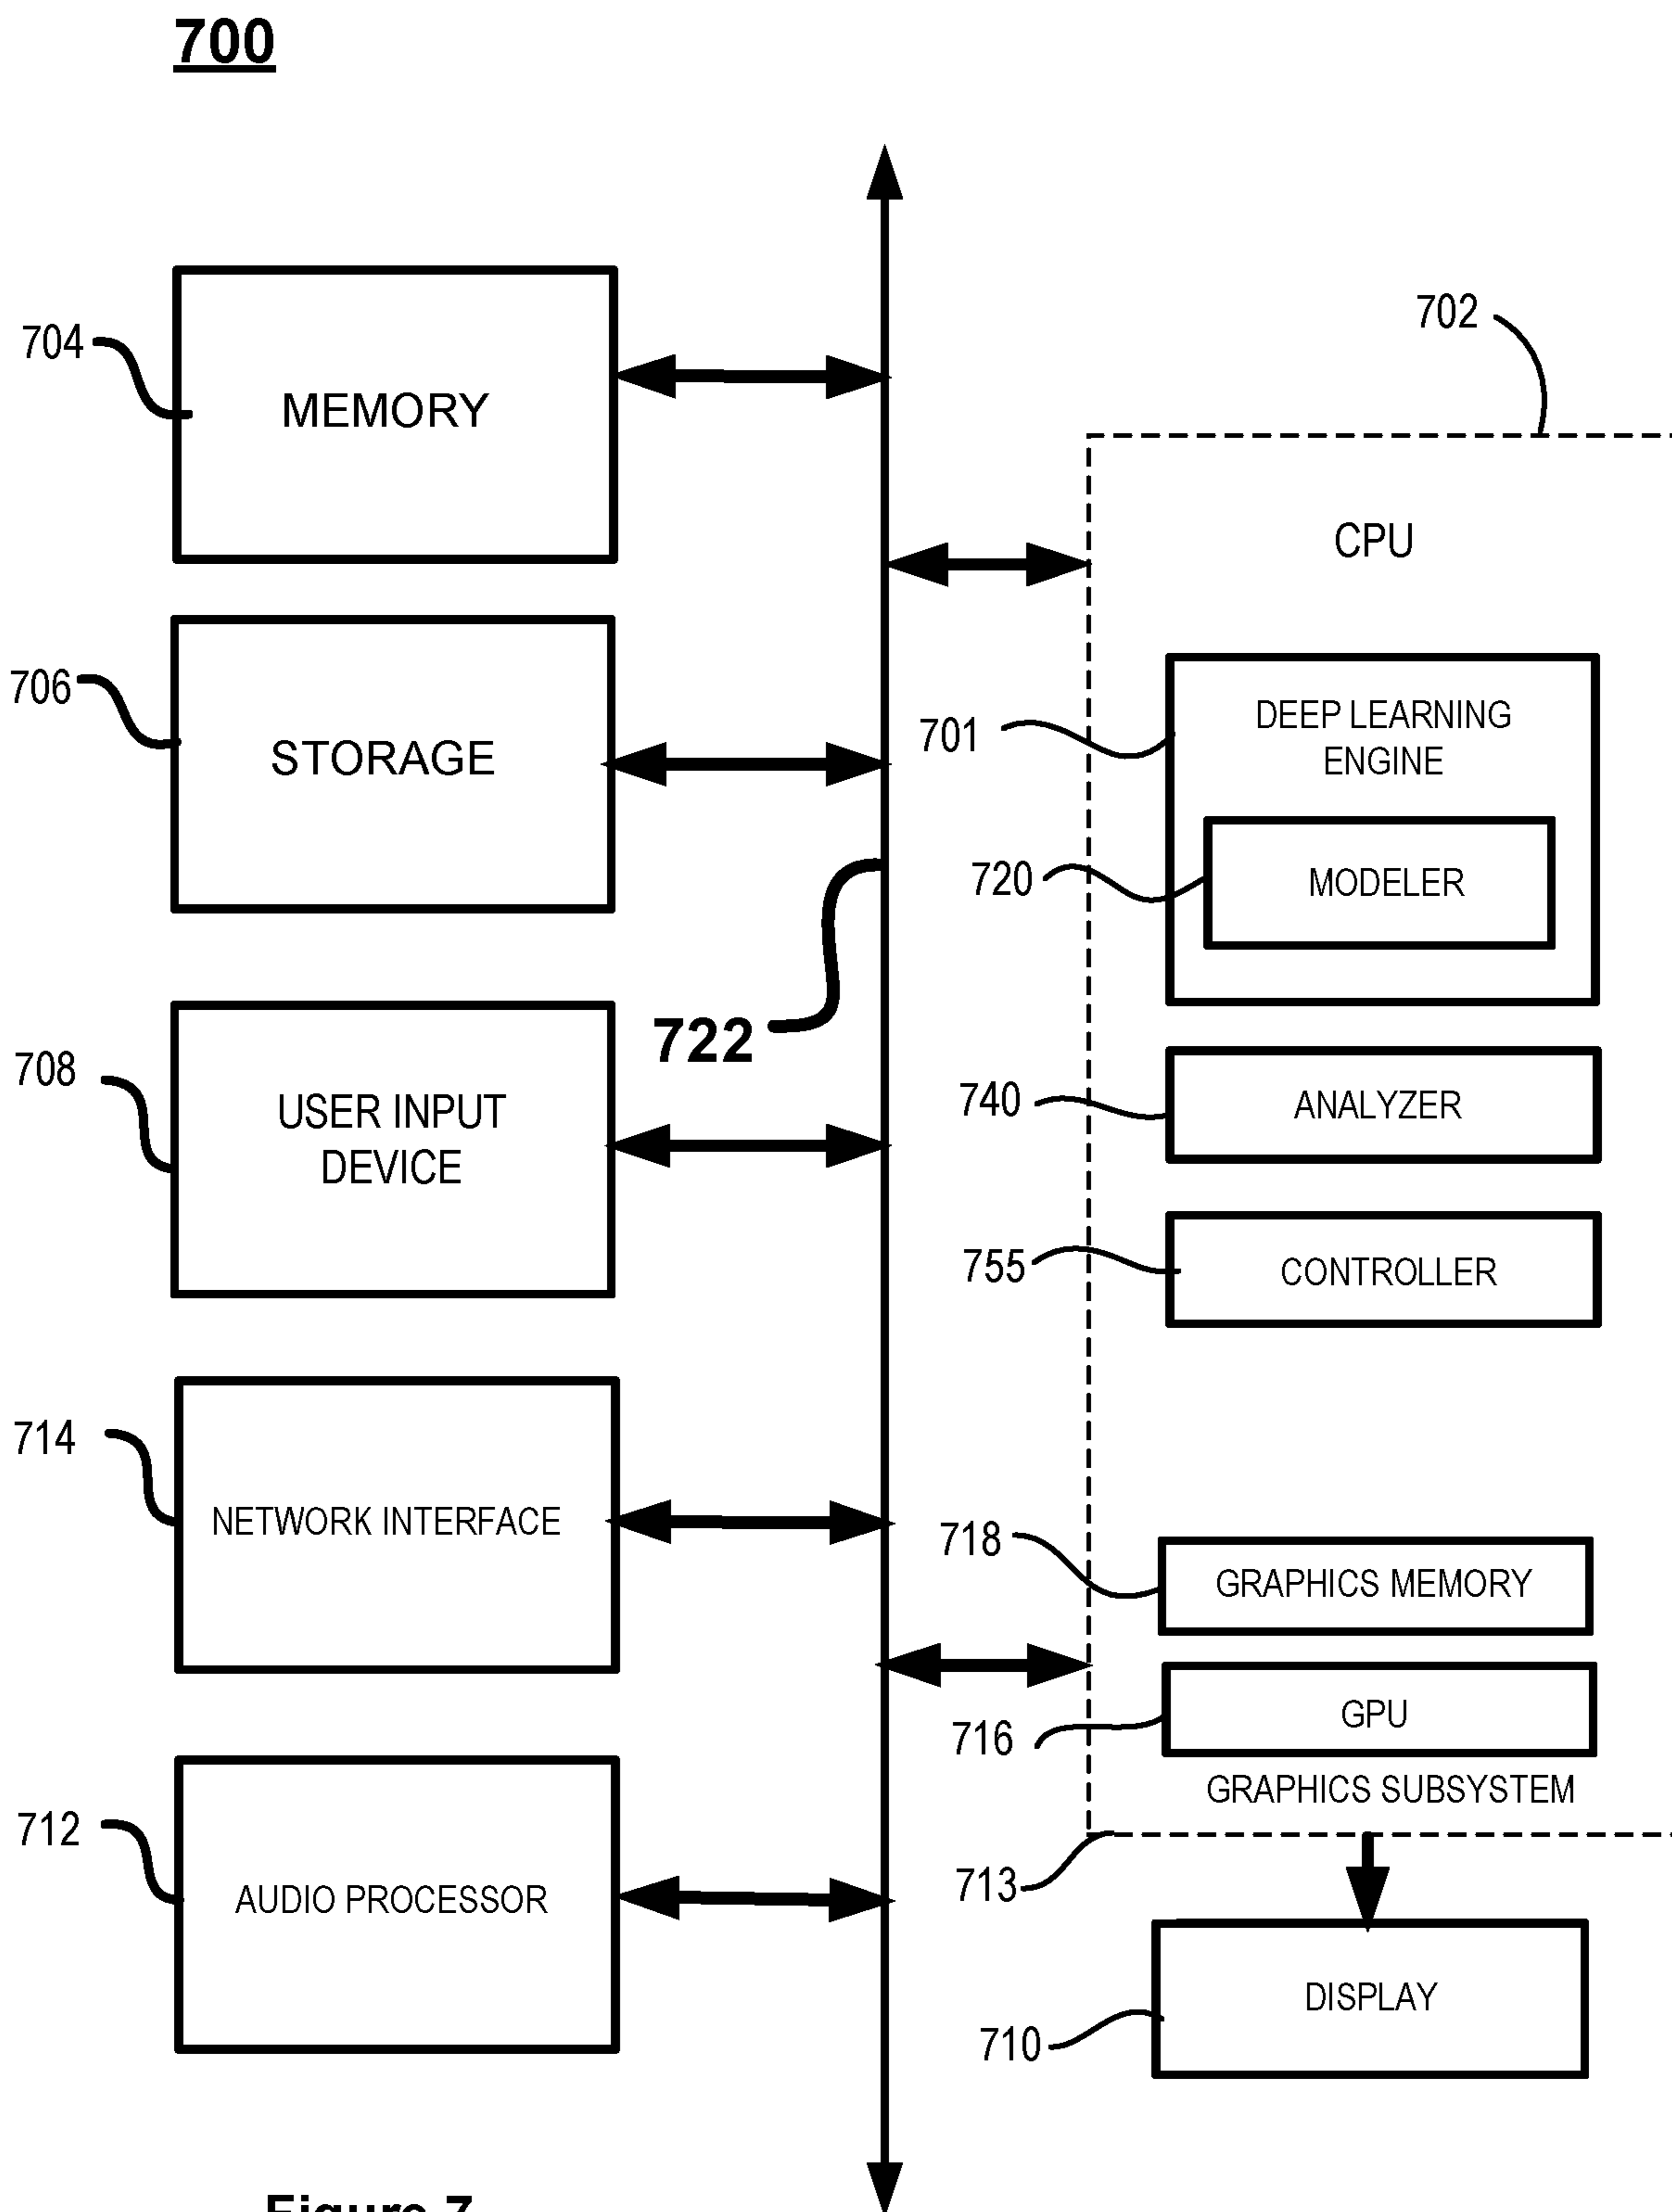 700
704
MEMORY
702
CPU
706
STORAGE
701
DEEP LEARNING
ENGINE
720
MODELER
722
708
USER INPUT
DEVICE
740
ANALYZER
755
CONTROLLER
714
NETWORK INTERFACE
718
GRAPHICS MEMORY
716
GPU
GRAPHICS SUBSYSTEM
712
AUDIO PROCESSOR
713
710
DISPLAY
Figure 7